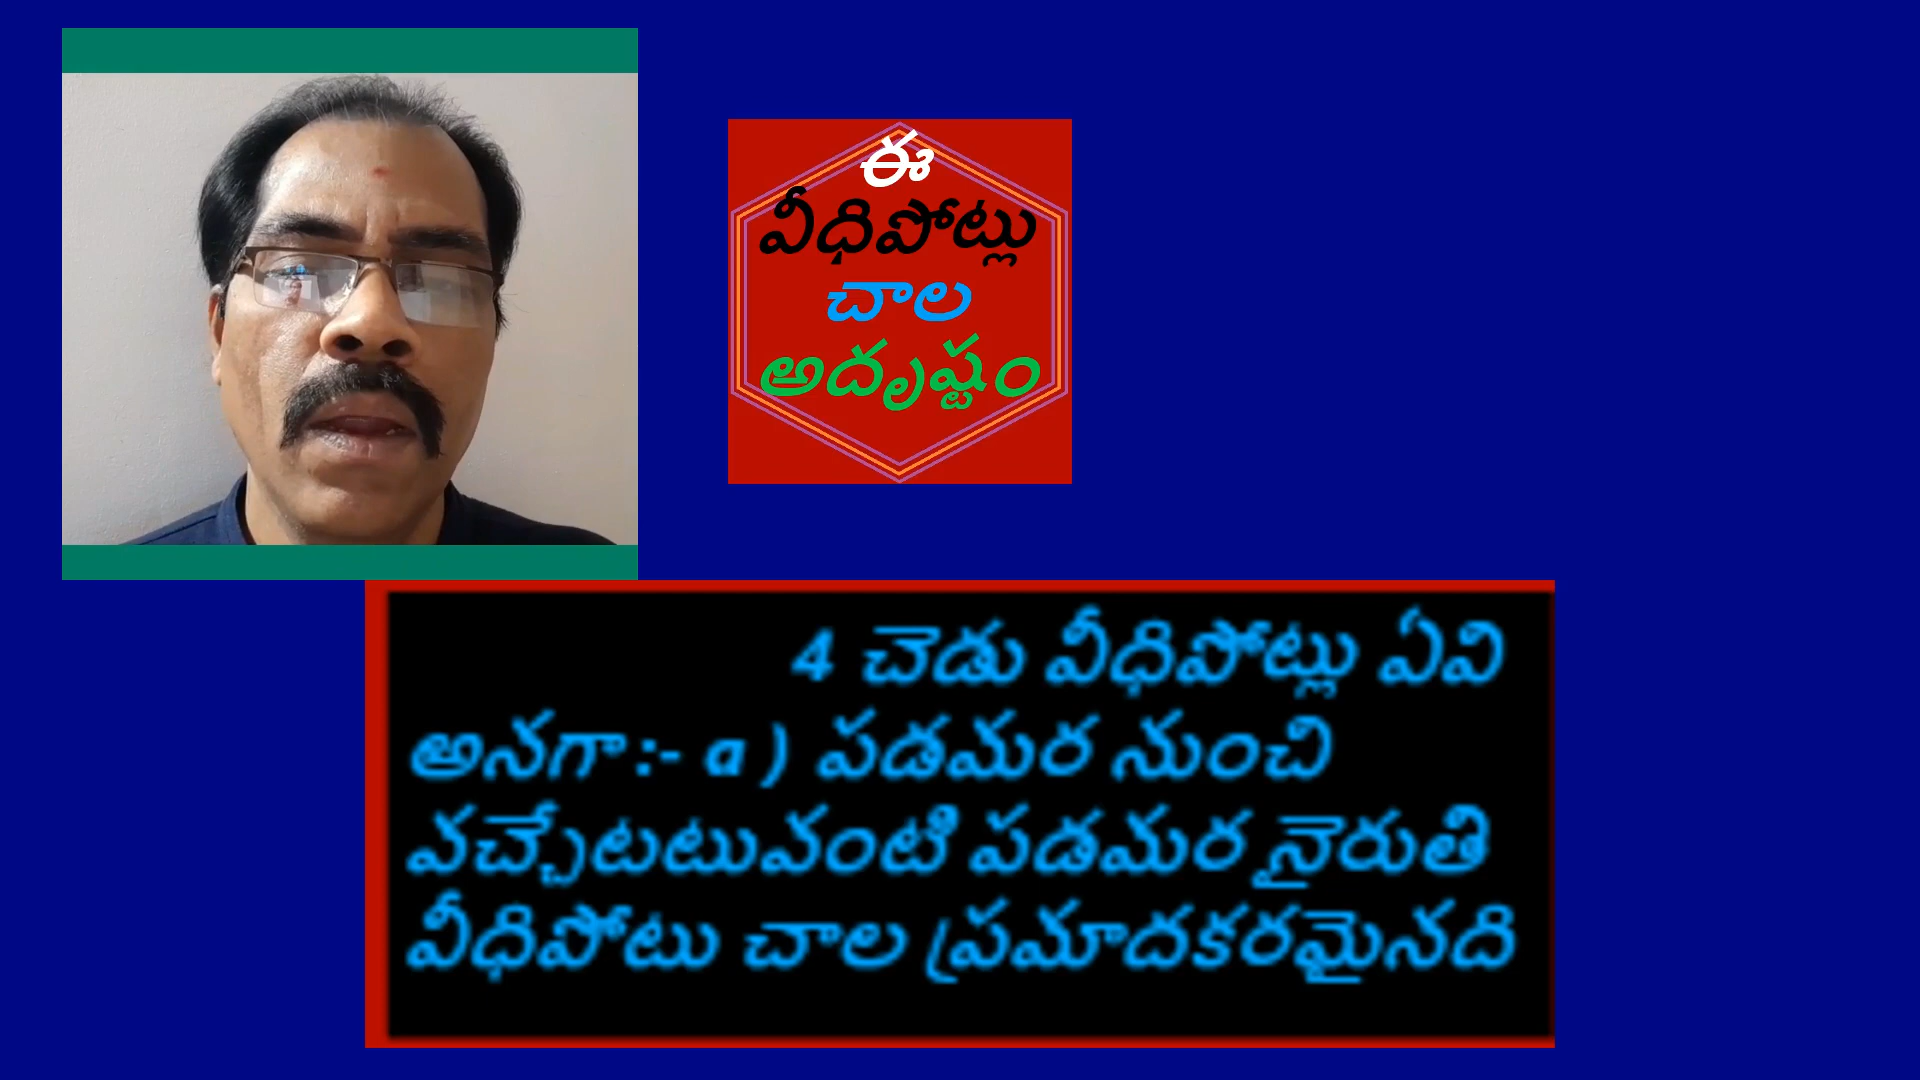 ఈ
వీధిపోట్లు
చాల
అదృష్టం
4 చెడు వీధిపోట్లు ఏవి
అనగా :- a ) పడమర నుంచి
వచ్చేటటువంటి పడమర నైరుతి
వీధిపోటు చాల ప్రమాదకరమైనది